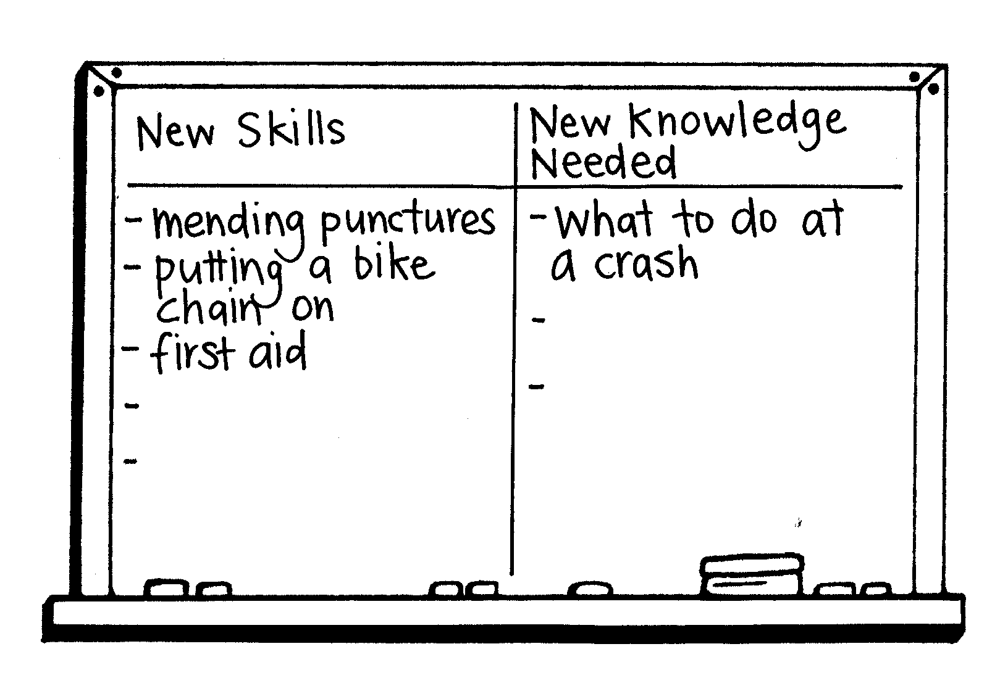 New Skills
New Knowledge
Needed
- mending punctures
- putting a bike
chain on
- first aid
-
-
- What to do at
a crash
-
-